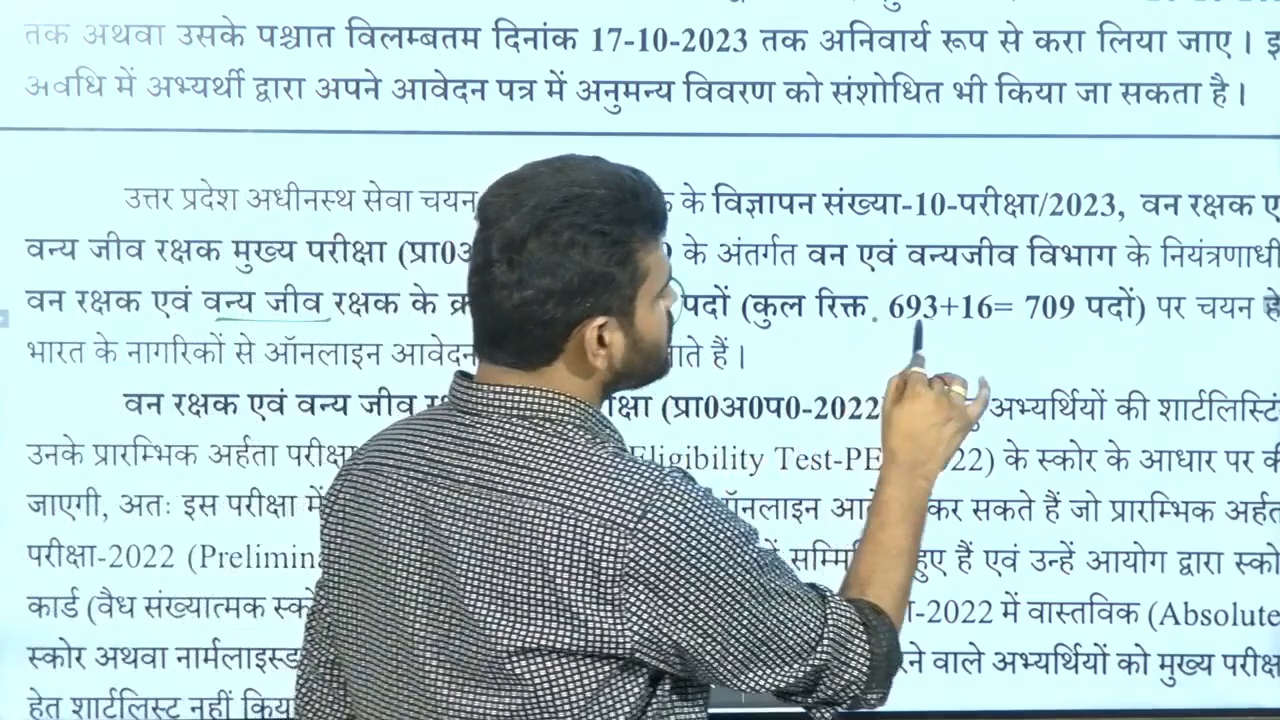 तक अथवा उसके पश्चात विलम्बतम दिनांक 17-10-2023 तक अनिवार्य रूप से करा लिया जाए ।
अवधि में अभ्यर्थी द्वारा अपने आवेदन पत्र में अनुमन्य विवरण को संशोधित भी किया जा सकता है ।
उत्तर प्रदेश अधीनस्थ सेवा चयन के विज्ञापन संख्या-10-परीक्षा/2023, वन रक्षक
वन्य जीव रक्षक मुख्य परीक्षा (प्रा0अ के अंतर्गत वन एवं वन्यजीव विभाग के नियंत्रणाधी
वन रक्षक एवं वन्य जीव रक्षक के पदों (कुल रिक्त 693+16= 709 पदों) पर चयन हे
भारत के नागरिकों से ऑनलाइन आवेदन जाते हैं ।
वन रक्षक एवं वन्य जीव (प्रा0अ0प0-2022 अभ्यर्थियों की शार्टलिस्टिं
उनके प्रारम्भिक अर्हता परीक्षा Eligibility Test-PE 22) के स्कोर के आधार पर की
जाएगी, अतः इस परीक्षा में ऑनलाइन कर सकते हैं जो प्रारम्भिक अर्हत
परीक्षा-2022 (Prelimina में हुए हैं एवं उन्हें आयोग द्वारा स्को
कार्ड (वैध संख्यात्मक स्को -2022 में वास्तविक (Absolute
स्कोर अथवा नार्मलाइस्ड वाले अभ्यर्थियों को मुख्य परीक्ष
हेतु शार्टलिस्ट नहीं किय